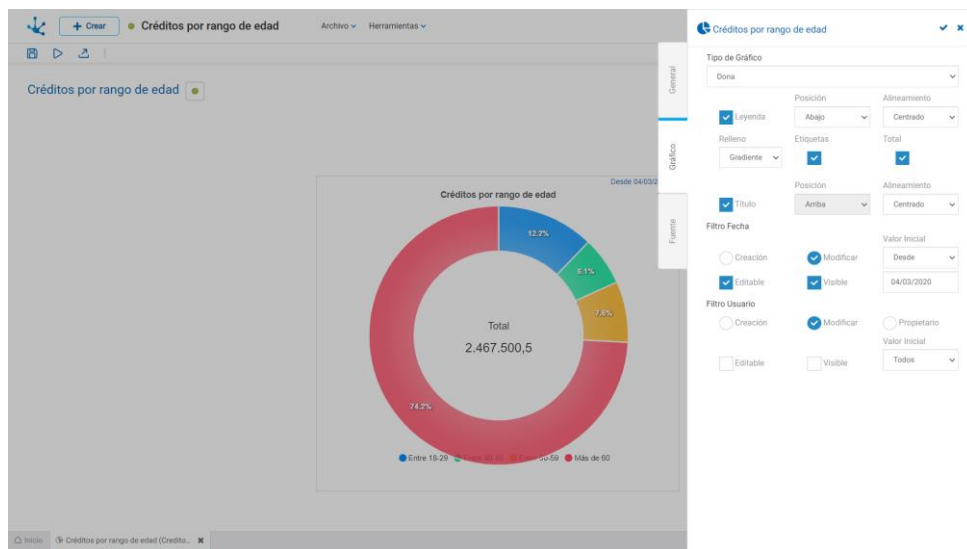 + Crear
Créditos por rango de edad
Archivo
Herramientas
Créditos por rango de edad
Desde 04/03/2
Créditos por rango de edad
12.2%
6.1%
7.6%
74.2%
Total
2.467.500,5
Entre 18-29
50-59
Más de 60
Inicio
Créditos por rango de edad (Credito...
General
Gráfico
Fuente
Créditos por rango de edad
Tipo de Gráfico
Dona
Posición Alineamiento
Leyenda Abajo Centrado
Relleno Etiquetas Total
Gradiente
Posición Alineamiento
Título Arriba Centrado
Filtro Fecha
Valor Inicial
Creación Modificar Desde
Editable Visible 04/03/2020
Filtro Usuario
Creación Modificar Propietario
Valor Inicial
Editable Visible Todos